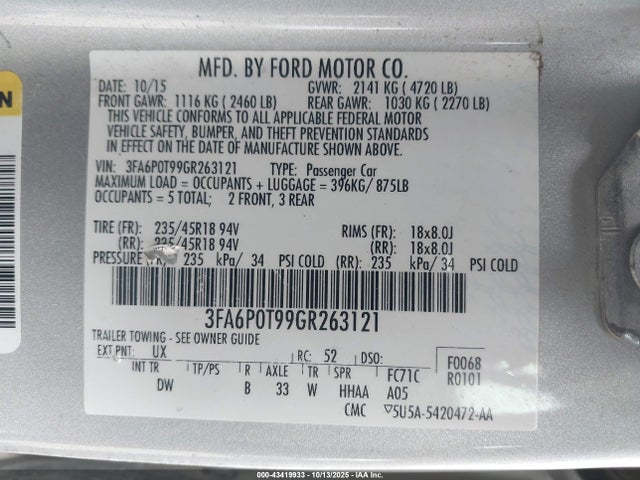 MFD. BY FORD MOTOR CO.
DATE: 10/15 GVWR: 2141 KG ( 4720 LB)
FRONT GAWR: 1116 KG ( 2460 LB) REAR GAWR: 1030 KG ( 2270 LB)
THIS VEHICLE CONFORMS TO ALL APPLICABLE FEDERAL MOTOR
VEHICLE SAFETY, BUMPER, AND THEFT PREVENTION STANDARDS
IN EFFECT ON THE DATE OF MANUFACTURE SHOWN ABOVE.
VIN: 3FA6P0T99GR263121 TYPE: Passenger Car
MAXIMUM LOAD = OCCUPANTS + LUGGAGE = 396KG/ 875LB
OCCUPANTS = 5 TOTAL; 2 FRONT, 3 REAR
TIRE (FR): 235/45R18 94V RIMS (FR): 18x8.0J
(RR): 235/45R18 94V (RR): 18x8.0J
PRESSURE (FR): 235 kPa/ 34 PSI COLD (RR): 235 kPa/ 34 PSI COLD
3FA6P0T99GR263121
TRAILER TOWING - SEE OWNER GUIDE
EXT PNT: UX RC: 52 DSO: F0068
INT TR TP/PS R AXLE TR SPR FC71C R0101
DW B 33 W HHAA A05
CMC ▽5U5A-5420472-AA
000-43419933 - 10/13/2025 - IAA Inc.